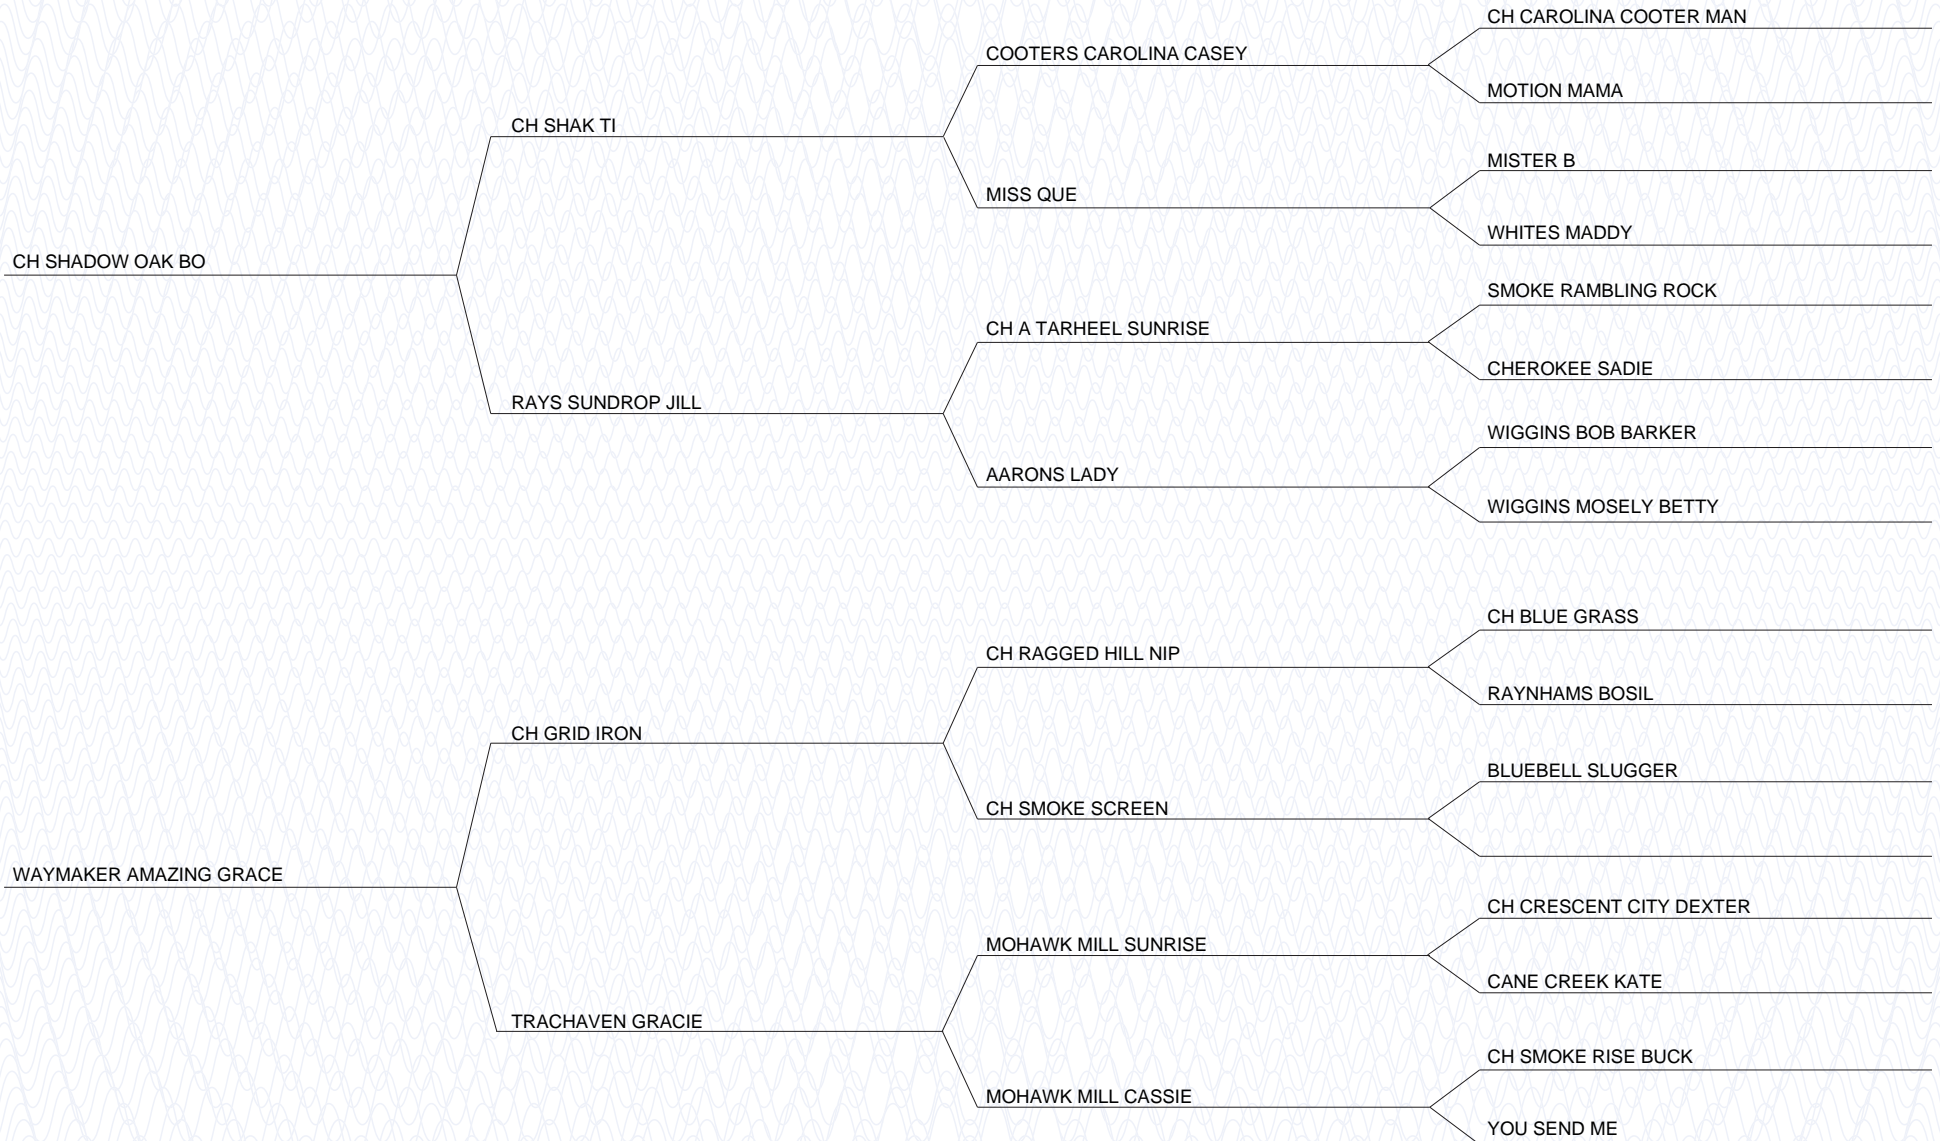 CH CAROLINA COOTER MAN
COOTERS CAROLINA CASEY
MOTION MAMA
CH SHAK TI
MISTER B
MISS QUE
WHITES MADDY
CH SHADOW OAK BO
SMOKE RAMBLING ROCK
CH A TARHEEL SUNRISE
CHEROKEE SADIE
RAYS SUNDROP JILL
WIGGINS BOB BARKER
AARONS LADY
WIGGINS MOSELY BETTY
CH BLUE GRASS
CH RAGGED HILL NIP
RAYNHAMS BOSIL
CH GRID IRON
BLUEBELL SLUGGER
CH SMOKE SCREEN
WAYMAKER AMAZING GRACE
CH CRESCENT CITY DEXTER
MOHAWK MILL SUNRISE
CANE CREEK KATE
TRACHAVEN GRACIE
CH SMOKE RISE BUCK
MOHAWK MILL CASSIE
YOU SEND ME